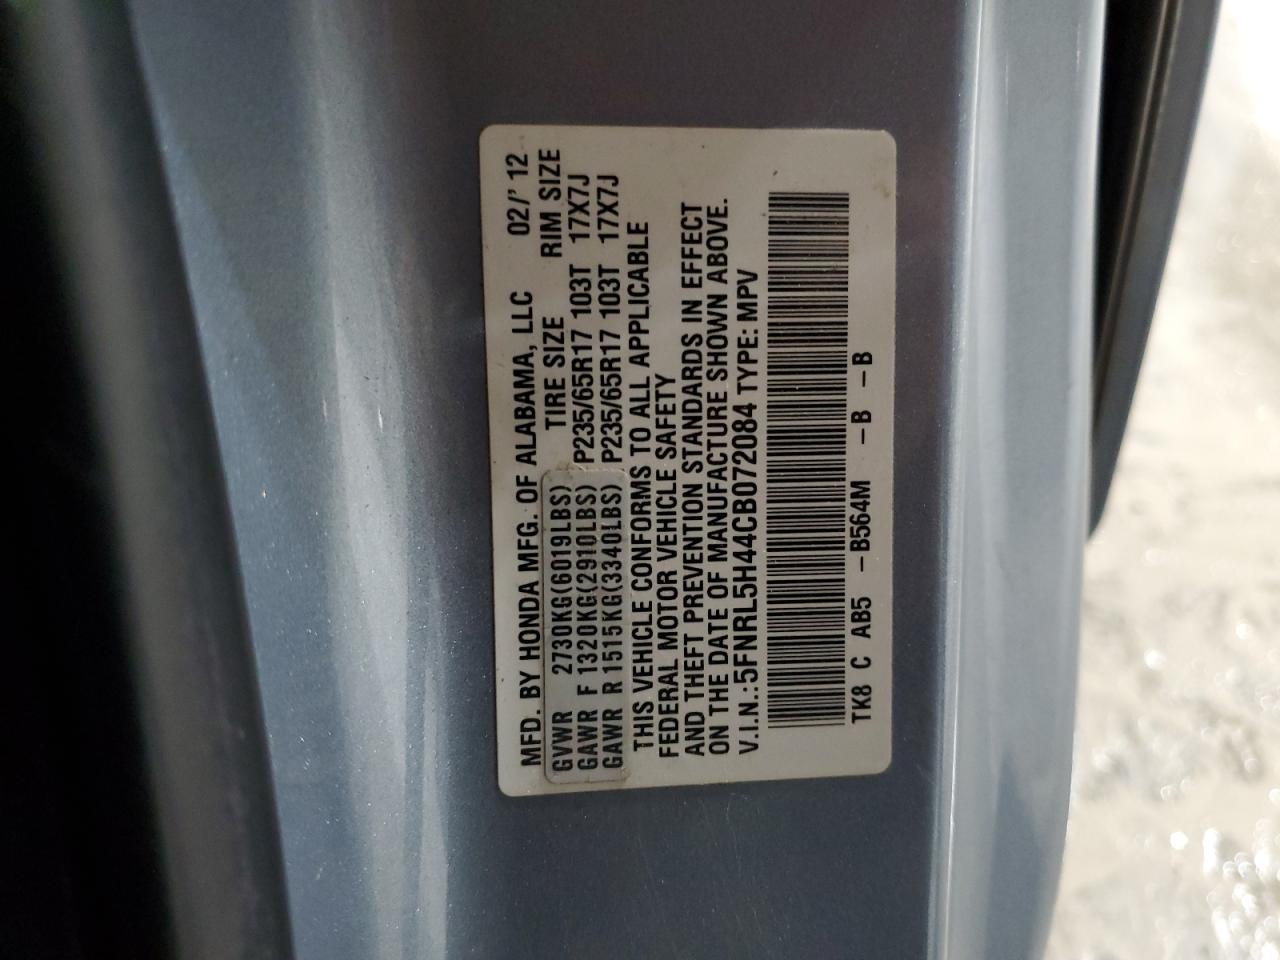 MFD. BY HONDA MFG. OF ALABAMA, LLC 02/'12
TIRE SIZE RIM SIZE
GVWR 2730KG(6019LBS)
GAWR F 1320KG(2910LBS) P235/65R17 103T 17X7J
GAWR R 1515KG(3340LBS) P235/65R17 103T 17X7J
THIS VEHICLE CONFORMS TO ALL APPLICABLE
FEDERAL MOTOR VEHICLE SAFETY
AND THEFT PREVENTION STANDARDS IN EFFECT
ON THE DATE OF MANUFACTURE SHOWN ABOVE.
V.I.N.:5FNRL5H44CB072084 TYPE: MPV
TK8 C AB5 -B564M -B -B